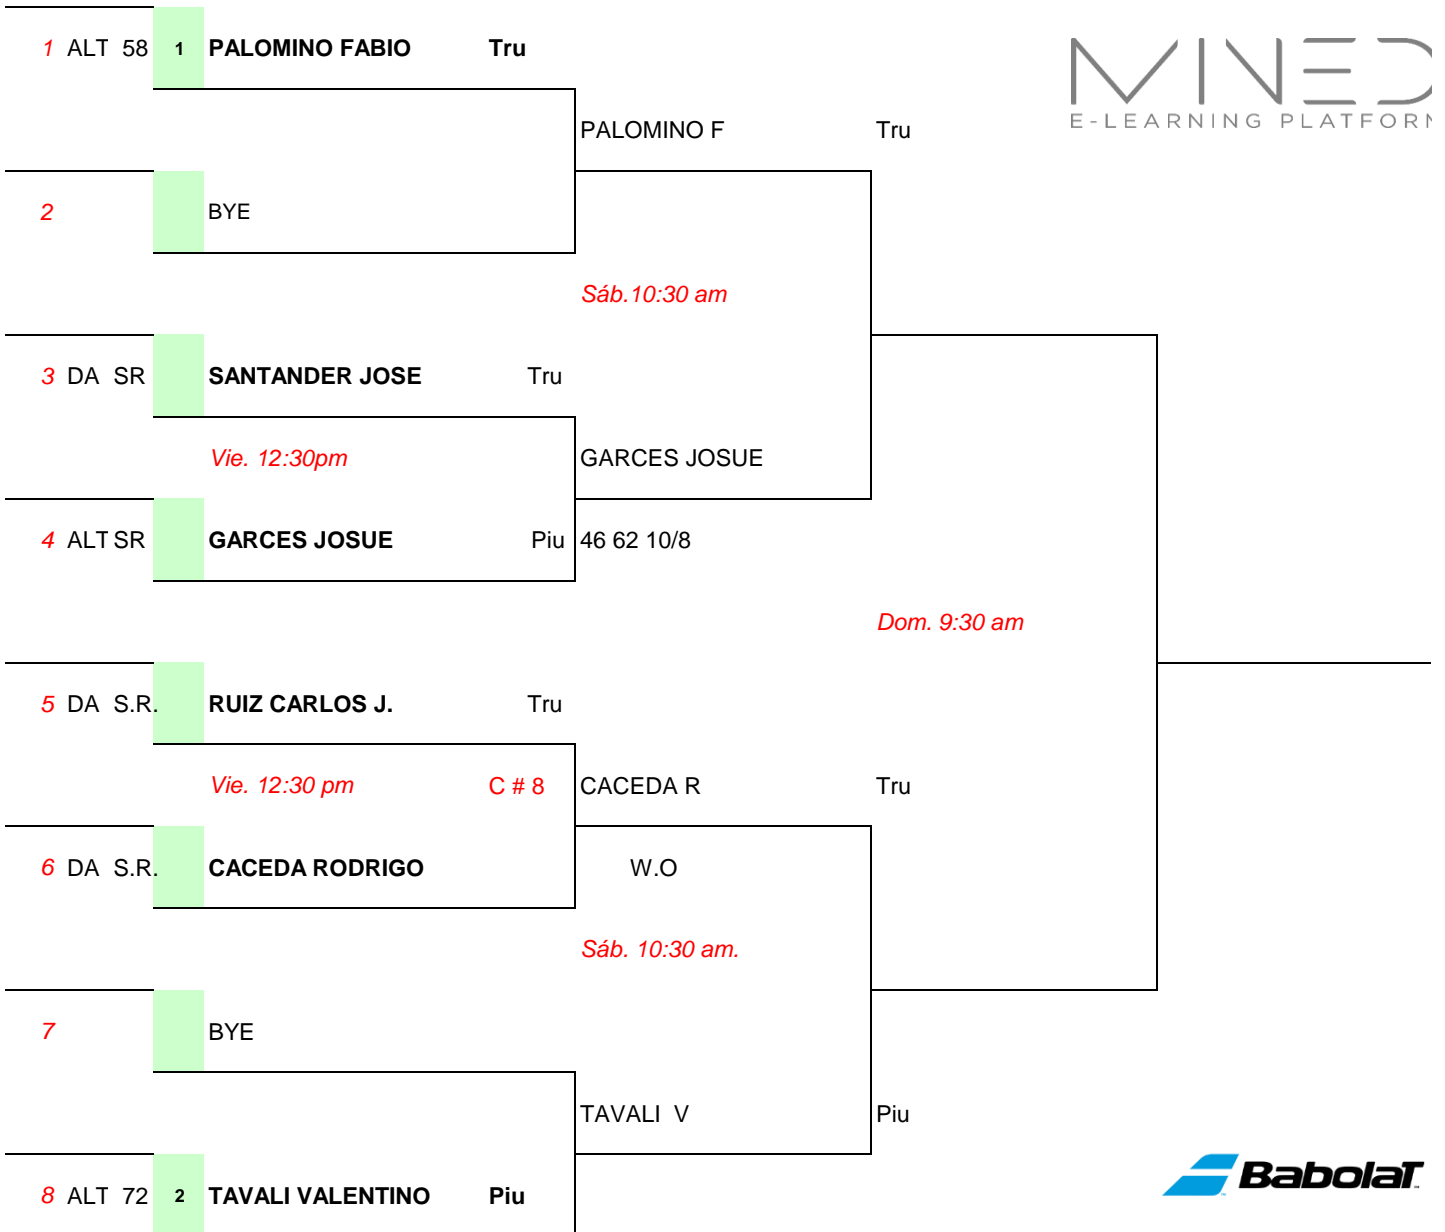 1 ALT 58 1 PALOMINO FABIO Tru
MINED
E-LEARNING PLATFORM
PALOMINO F Tru
2 BYE
Sáb.10:30 am
3 DA SR SANTANDER JOSE Tru
Vie. 12:30pm GARCES JOSUE
4 ALT SR GARCES JOSUE Piu 46 62 10/8
Dom. 9:30 am
5 DA S.R. RUIZ CARLOS J. Tru
Vie. 12:30 pm C # 8 CACEDA R Tru
6 DA S.R. CACEDA RODRIGO W.O
Sáb. 10:30 am.
7 BYE
TAVALI V Piu
8 ALT 72 2 TAVALI VALENTINO Piu
BabolaT